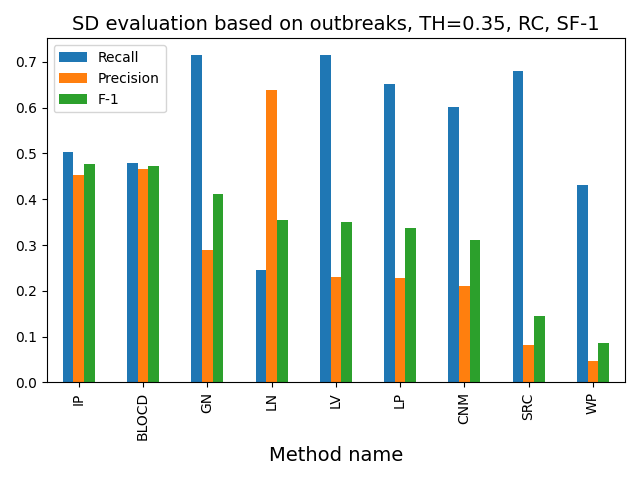 SD evaluation based on outbreaks, TH=0.35, RC, SF-1
Recall
Precision
F-1
0.7
0.6
0.5
0.4
0.3
0.2
0.1
0.0
IP
BLOCD
GN
LN
LV
LP
CNM
SRC
WP
Method name